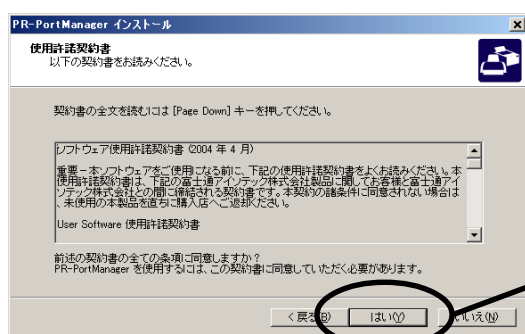 PR-PortManager インストール
使用許諾契約書
以下の契約書をお読みください。
契約書の全文を読むには [Page Down] キーを押してください。
ソフトウェア使用許諾契約書 (2004 年 4 月)
重要－本ソフトウェアをご使用になる前に、下記の使用許諾契約書をよくお読みください。本
使用許諾契約書は、下記の富士通アイソテック株式会社製品に関してお客様と富士通アイ
ソテック株式会社との間に締結される契約書です。本契約の諸条件に同意されない場合は
、未使用の本製品を直ちに購入店へご返却ください。
User Software 使用許諾契約書
前述の契約書の全ての条項に同意しますか?
PR-PortManager を使用するには、この契約書に同意していただく必要があります。
< 戻る(B)
はい(Y)
いいえ(N)